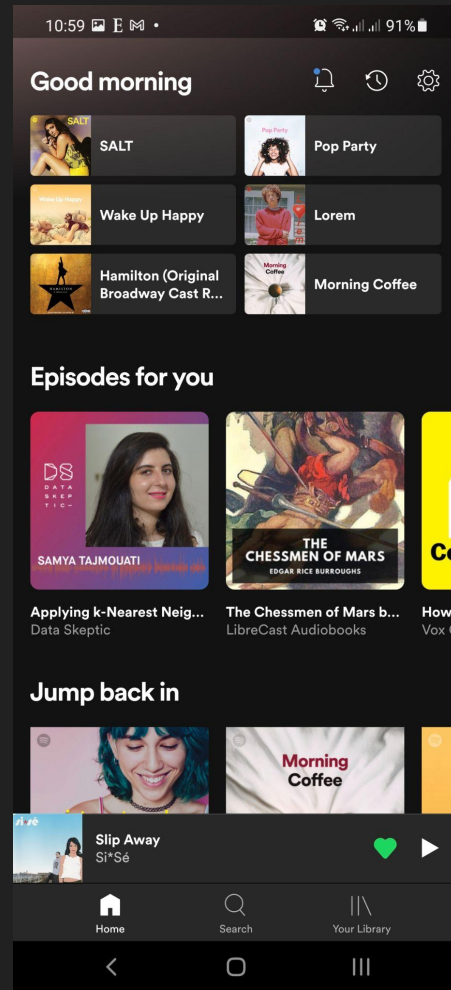 10:59 E M •
91%
Good morning
SALT
SALT
Pop Party
Pop Party
Wake Up Happy
Wake Up Happy
Lorem
HAMILTON
Hamilton (Original
Broadway Cast R...
Morning
Coffee
Morning Coffee
Episodes for you
DS
DATA
SKEP
TIC
SAMYA TAJMOUATI
Applying k-Nearest Neig...
Data Skeptic
THE
CHESSMEN OF MARS
EDGAR RICE BURROUGHS
The Chessmen of Mars b...
LibreCast Audiobooks
Co
How
Vox
Jump back in
Morning
Coffee
si*sé
Slip Away
Si*Sé
Home
Search
Your Library